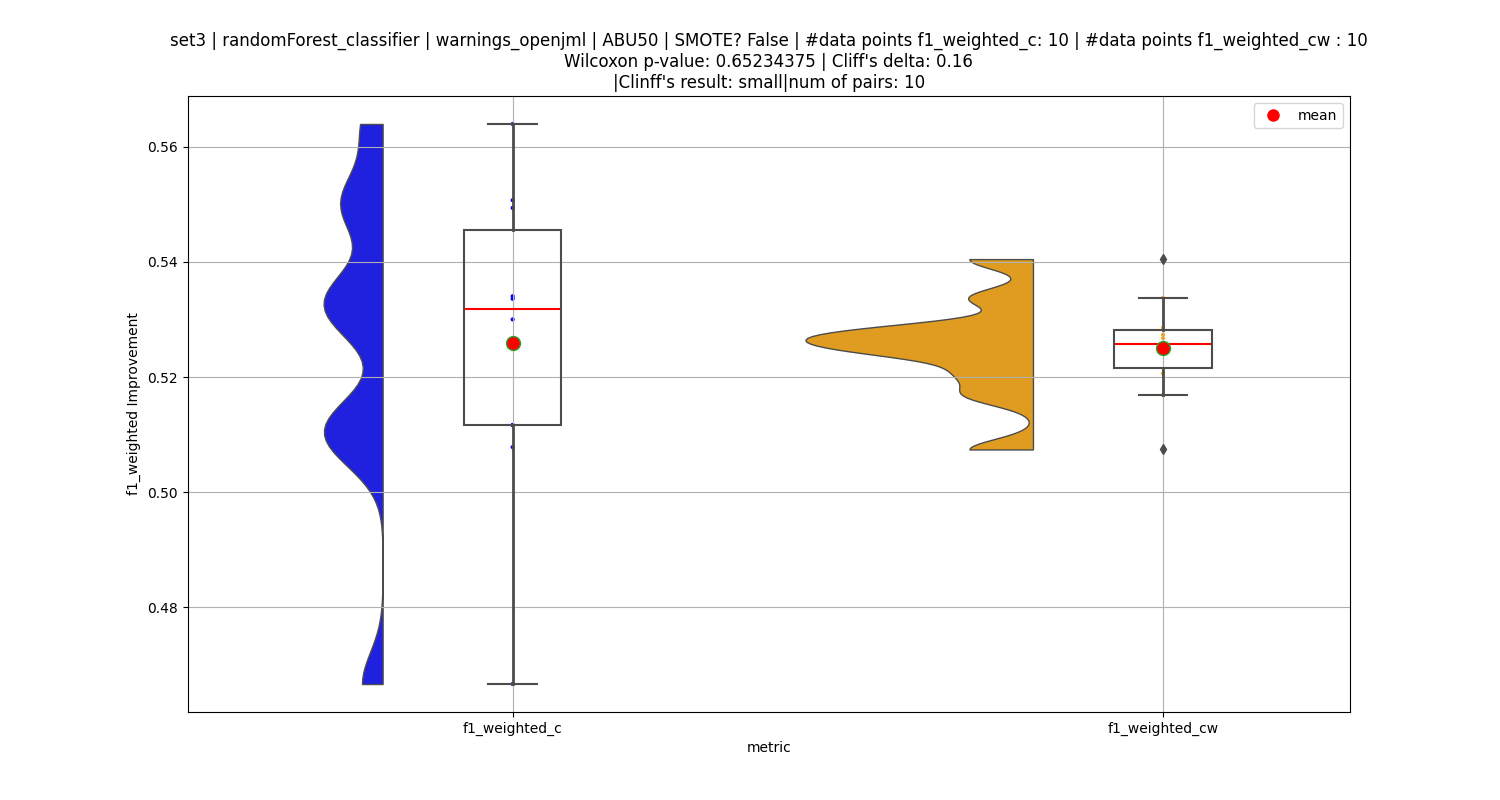 set3 | randomForest_classifier | warnings_openjml | ABU50 | SMOTE? False | #data points f1_weighted_c: 10 | #data points f1_weighted_cw : 10
Wilcoxon p-value: 0.65234375 | Cliff's delta: 0.16
|Clinff's result: small|num of pairs: 10
mean
f1_weighted Improvement
0.56
0.54
0.52
0.50
0.48
f1_weighted_c
f1_weighted_cw
metric